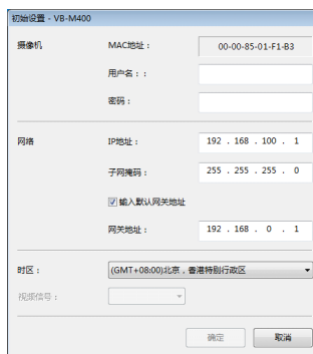 初始设置 - VB-M400
摄像机
MAC地址：
00-00-85-01-F1-B3
用户名：：
密码：
网络
IP地址：
192 . 168 . 100 . 1
子网掩码：
255 . 255 . 255 . 0
输入默认网关地址
网关地址：
192 . 168 . 0 . 1
时区：
(GMT+08:00)北京，香港特别行政区
视频信号：
确定
取消